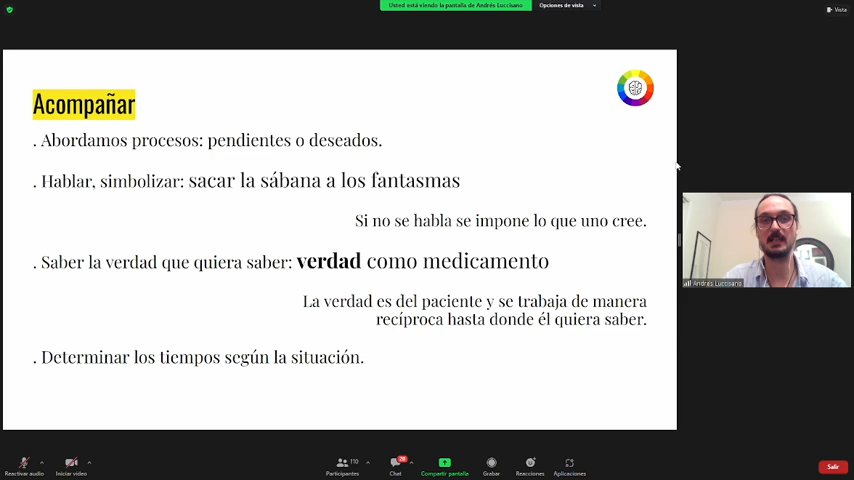 Usted está viendo la pantalla de Andrés Luccisano
Opciones de vista
Vista
Acompañar
. Abordamos procesos: pendientes o deseados.
. Hablar, simbolizar: sacar la sábana a los fantasmas
Si no se habla se impone lo que uno cree.
. Saber la verdad que quiera saber: verdad como medicamento
La verdad es del paciente y se trabaja de manera
recíproca hasta donde él quiera saber.
. Determinar los tiempos según la situación.
Andrés Luccisano
Reactivar audio
Iniciar video
Participantes
110
Chat
28
Compartir pantalla
Grabar
Reacciones
Aplicaciones
Salir